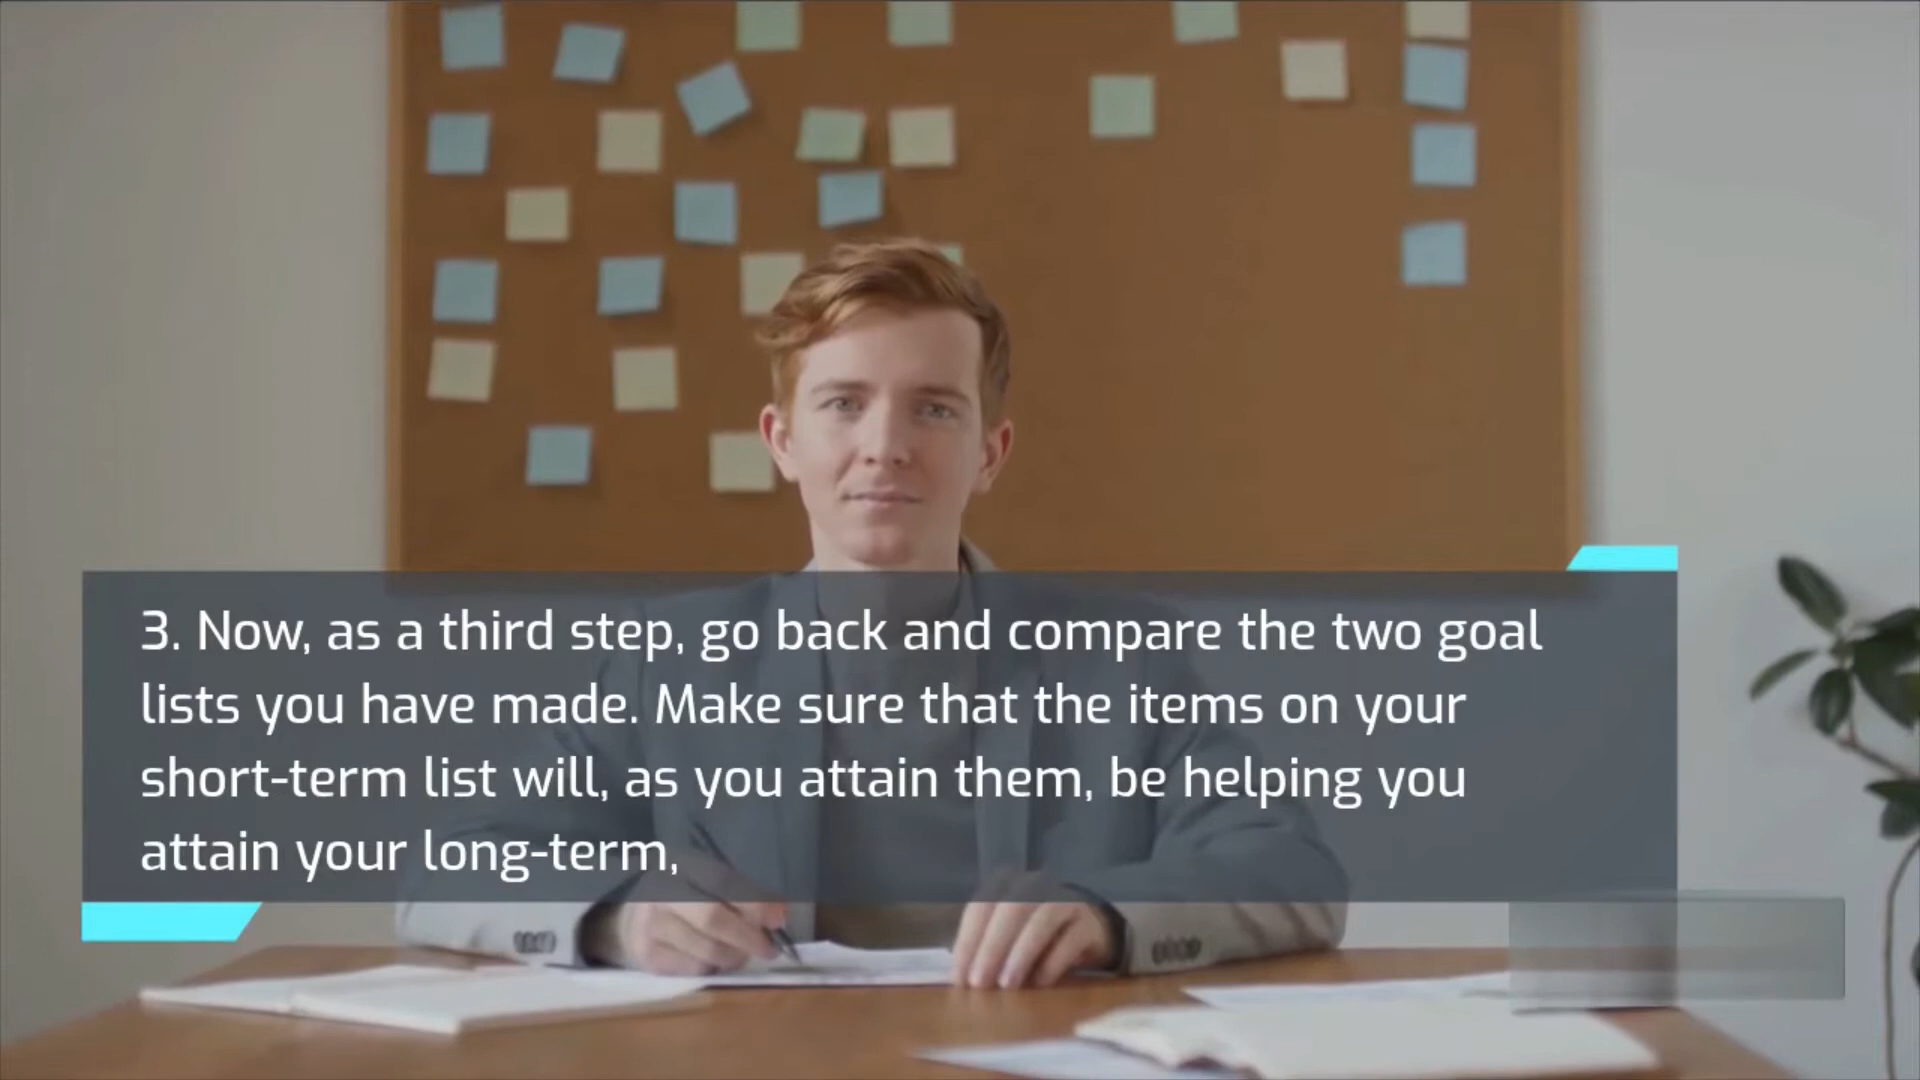 3. Now, as a third step, go back and compare the two goal
lists you have made. Make sure that the items on your
short-term list will, as you attain them, be helping you
attain your long-term,